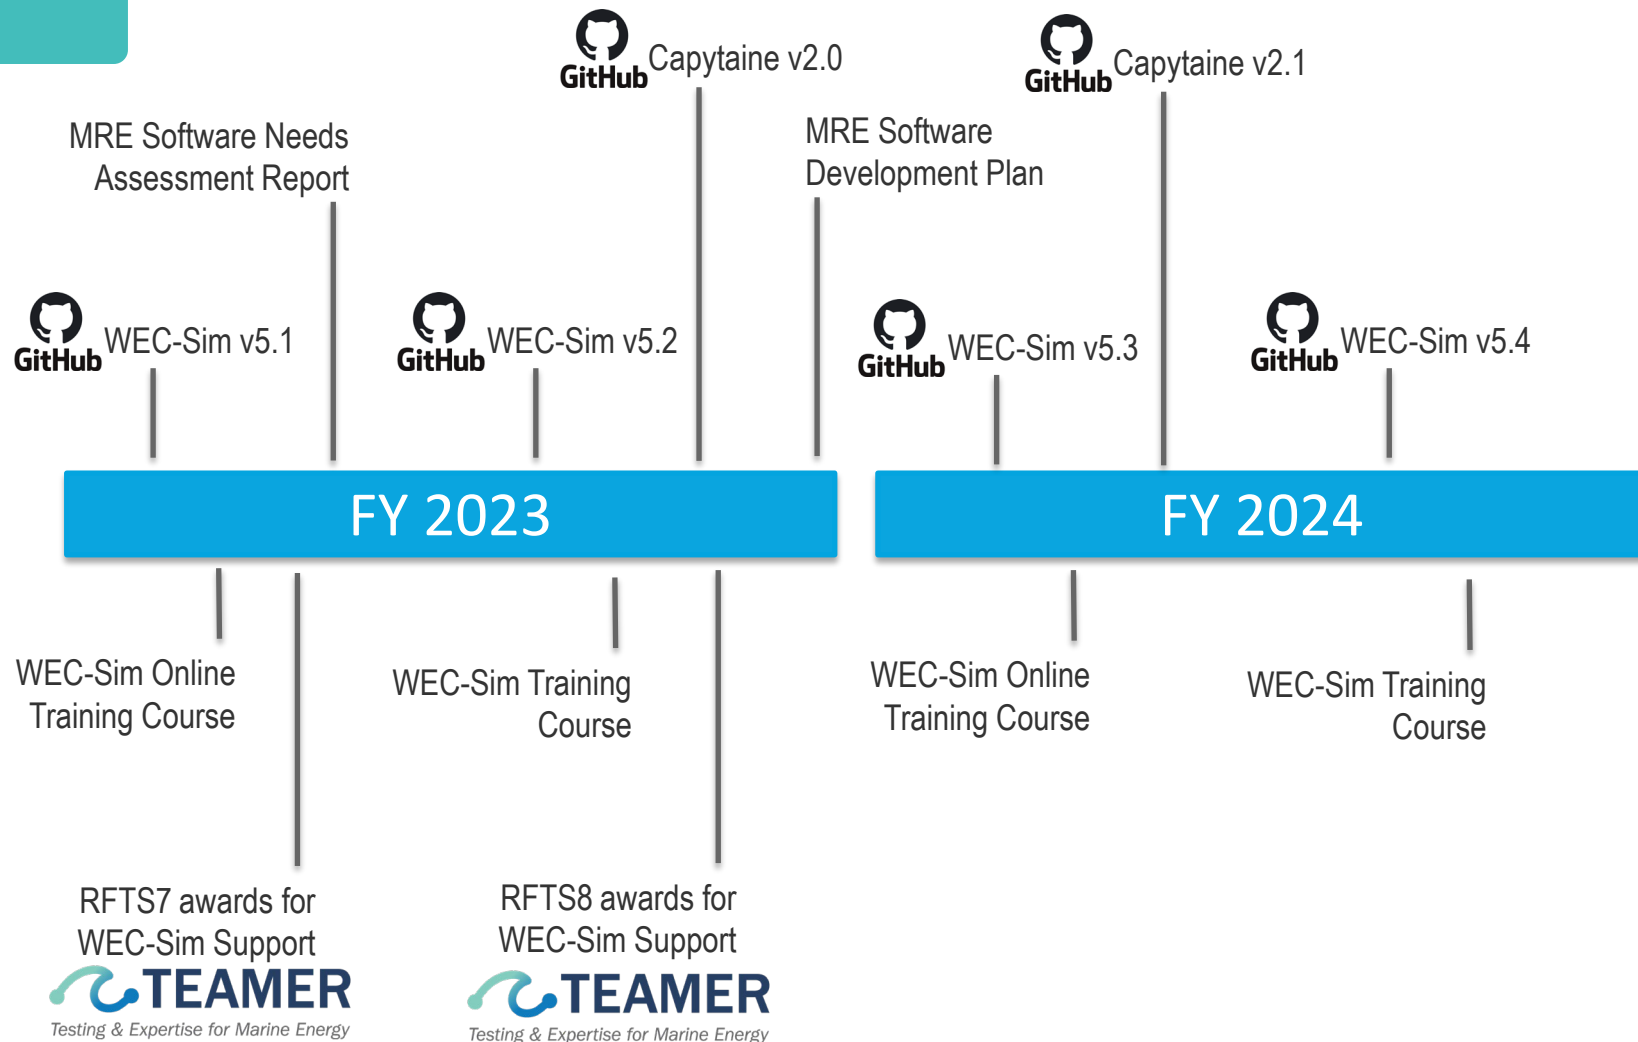 GitHub
Capytaine v2.0
GitHub
Capytaine v2.1
MRE Software Needs
Assessment Report
MRE Software
Development Plan
GitHub
WEC-Sim v5.1
GitHub
WEC-Sim v5.2
GitHub
WEC-Sim v5.3
GitHub
WEC-Sim v5.4
FY 2023
FY 2024
WEC-Sim Online
Training Course
WEC-Sim Training
Course
WEC-Sim Online
Training Course
WEC-Sim Training
Course
RFTS7 awards for
WEC-Sim Support
TEAMER
Testing & Expertise for Marine Energy
RFTS8 awards for
WEC-Sim Support
TEAMER
Testing & Expertise for Marine Energy